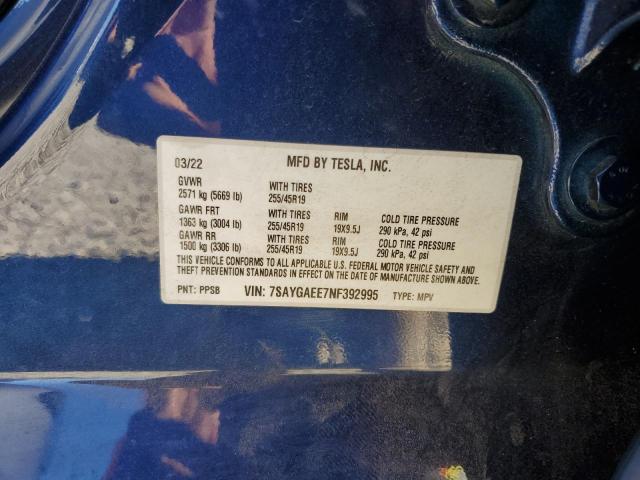 03/22 MFD BY TESLA, INC.
GVWR WITH TIRES
2571 kg (5669 lb) 255/45R19
GAWR FRT WITH TIRES RIM COLD TIRE PRESSURE
1363 kg (3004 lb) 255/45R19 19X9.5J 290 kPa, 42 psi
GAWR RR WITH TIRES RIM COLD TIRE PRESSURE
1500 kg (3306 lb) 255/45R19 19X9.5J 290 kPa, 42 psi
THIS VEHICLE CONFORMS TO ALL APPLICABLE U.S. FEDERAL MOTOR VEHICLE SAFETY AND
THEFT PREVENTION STANDARDS IN EFFECT ON THE DATE OF MANUFACTURE SHOWN ABOVE.
PNT: PPSB VIN: 7SAYGAEE7NF392995 TYPE: MPV